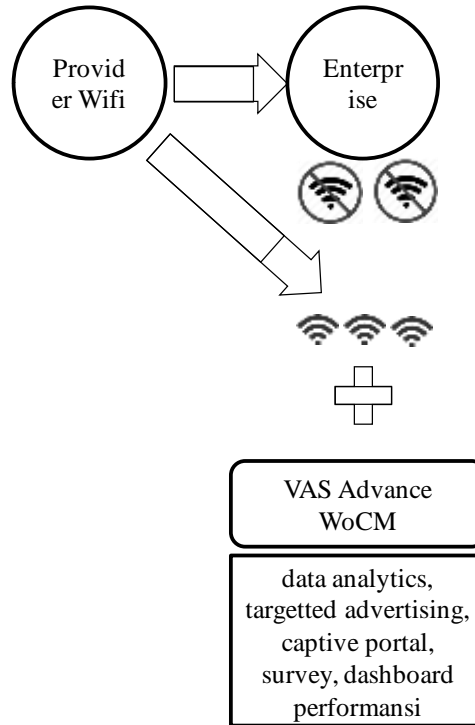 Provid
er Wifi
Enterpr
ise
VAS Advance
WoCM
data analytics,
targetted advertising,
captive portal,
survey, dashboard
performansi